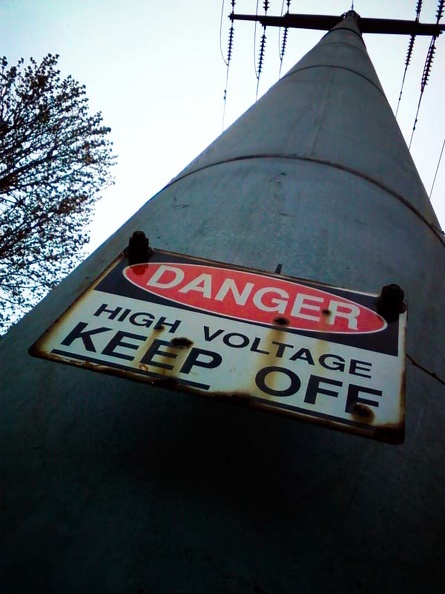 DANGER
HIGH VOLTAGE
KEEP OFF